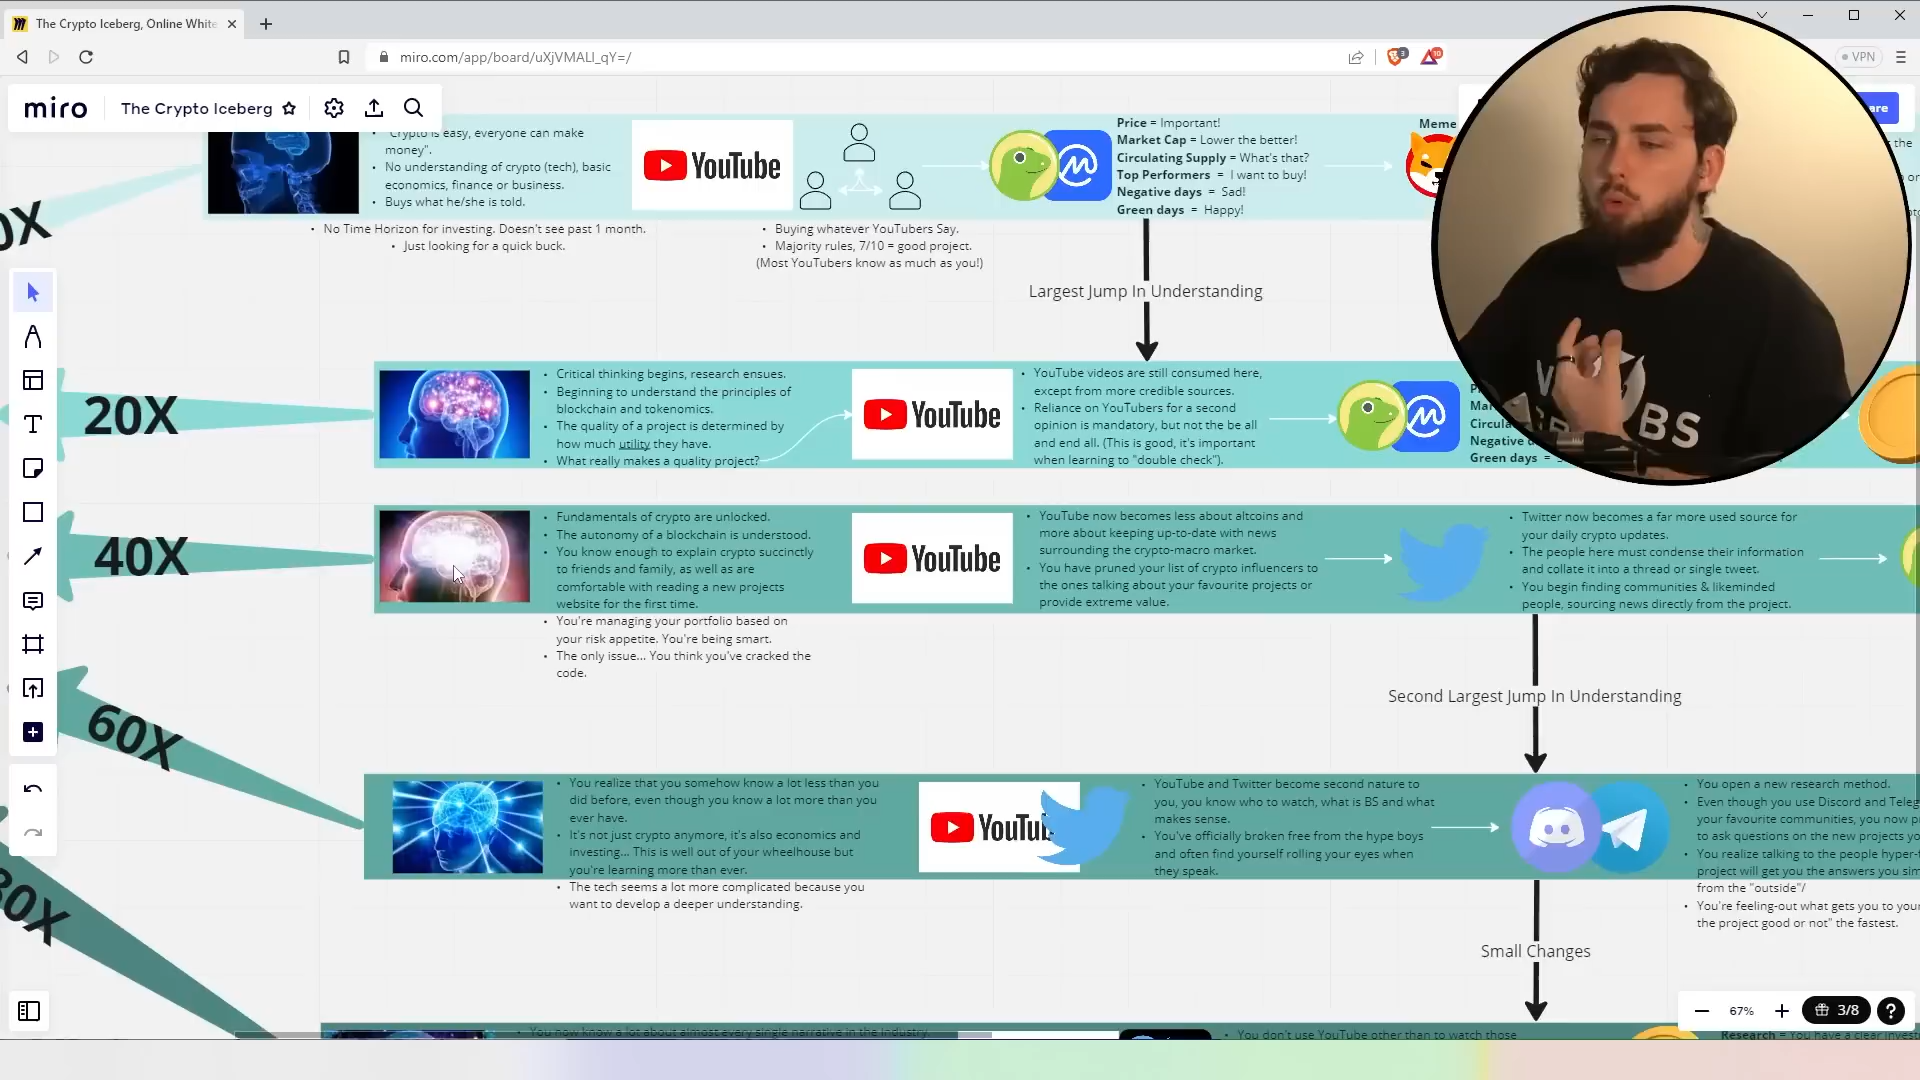 The Crypto Iceberg, Online White
miro.com/app/board/uXjVMALl_qY=/
VPN
miro
The Crypto Iceberg
"Crypto is easy, everyone can make
money".
• No understanding of crypto (tech), basic
economics, finance or business.
• Buys what he/she is told.
YouTube
Price = Important!
Market Cap = Lower the better!
Circulating Supply = What's that?
Top Performers = I want to buy!
Negative days = Sad!
Green days = Happy!
Meme
• No Time Horizon for investing. Doesn't see past 1 month.
• Just looking for a quick buck.
• Buying whatever YouTubers Say.
• Majority rules, 7/10 = good project.
(Most YouTubers know as much as you!)
Largest Jump In Understanding
20X
• Critical thinking begins, research ensues.
• Beginning to understand the principles of
blockchain and tokenomics.
• The quality of a project is determined by
how much utility they have.
• What really makes a quality project?
YouTube
• YouTube videos are still consumed here,
except from more credible sources.
• Reliance on YouTubers for a second
opinion is mandatory, but not the be all
and end all. (This is good, it's important
when learning to "double check").
Negative d
Green days =
BS
40X
• Fundamentals of crypto are unlocked.
• The autonomy of a blockchain is understood.
• You know enough to explain crypto succinctly
to friends and family, as well as are
comfortable with reading a new projects
website for the first time.
• You're managing your portfolio based on
your risk appetite. You're being smart.
• The only issue... You think you've cracked the
code.
YouTube
• YouTube now becomes less about altcoins and
more about keeping up-to-date with news
surrounding the crypto-macro market.
• You have pruned your list of crypto influencers to
the ones talking about your favourite projects or
provide extreme value.
• Twitter now becomes a far more used source for
your daily crypto updates.
• The people here must condense their information
and collate it into a thread or single tweet.
• You begin finding communities & likeminded
people, sourcing news directly from the project.
Second Largest Jump In Understanding
60X
• You realize that you somehow know a lot less than you
did before, even though you know a lot more than you
ever have.
• It's not just crypto anymore, it's also economics and
investing... This is well out of your wheelhouse but
you're learning more than ever.
• The tech seems a lot more complicated because you
want to develop a deeper understanding.
YouTub
• YouTube and Twitter become second nature to
you, you know who to watch, what is BS and what
makes sense.
• You've officially broken free from the hype boys
and often find yourself rolling your eyes when
they speak.
• You open a new research method.
• Even though you use Discord and Teleg
your favourite communities, you now p
to ask questions on the new projects yo
• You realize talking to the people hyper-f
project will get you the answers you sim
from the "outside"/
• You're feeling-out what gets you to your
the project good or not" the fastest.
Small Changes
80X
• You now know a lot about almost every single narrative in the industry.
• You don't use YouTube other than to watch those
Research = You have a clear invest
67%
3/8